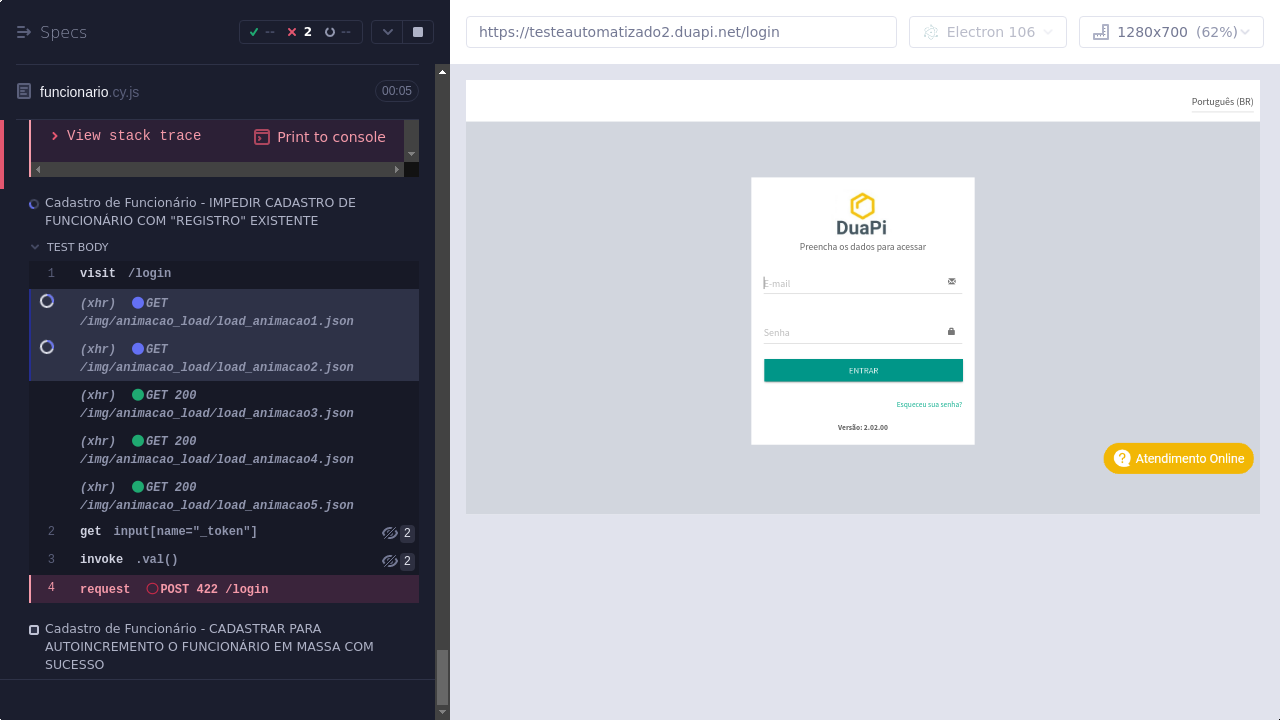 Specs
--
2
--
funcionario.cy.js
00:05
View stack trace
Print to console
Cadastro de Funcionário - IMPEDIR CADASTRO DE
FUNCIONÁRIO COM "REGISTRO" EXISTENTE
TEST BODY
1 visit /login
(xhr) GET
/img/animacao_load/load_animacao1.json
(xhr) GET
/img/animacao_load/load_animacao2.json
(xhr) GET 200
/img/animacao_load/load_animacao3.json
(xhr) GET 200
/img/animacao_load/load_animacao4.json
(xhr) GET 200
/img/animacao_load/load_animacao5.json
2 get input[name="_token"] 2
3 invoke .val() 2
4 request POST 422 /login
Cadastro de Funcionário - CADASTRAR PARA
AUTOINCREMENTO O FUNCIONÁRIO EM MASSA COM
SUCESSO
https://testeautomatizado2.duapi.net/login
Electron 106
1280x700 (62%)
Português (BR)
DuaPi
Preencha os dados para acessar
E-mail
Senha
ENTRAR
Esqueceu sua senha?
Versão: 2.02.00
Atendimento Online